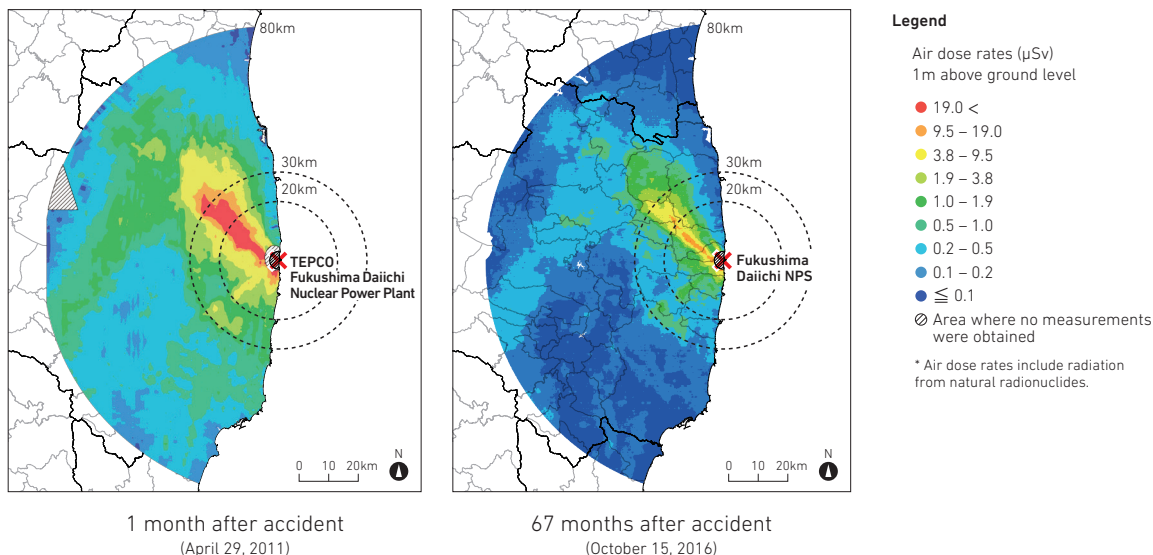 80km
30km
20km
TEPCO
Fukushima Daiichi
Nuclear Power Plant
N
0 10 20km
1 month after accident
(April 29, 2011)
80km
30km
20km
Fukushima
Daiichi NPS
N
0 10 20km
67 months after accident
(October 15, 2016)
Legend
Air dose rates (µSv)
1m above ground level
19.0 <
9.5 – 19.0
3.8 – 9.5
1.9 – 3.8
1.0 – 1.9
0.5 – 1.0
0.2 – 0.5
0.1 – 0.2
≦ 0.1
Area where no measurements
were obtained
* Air dose rates include radiation
from natural radionuclides.